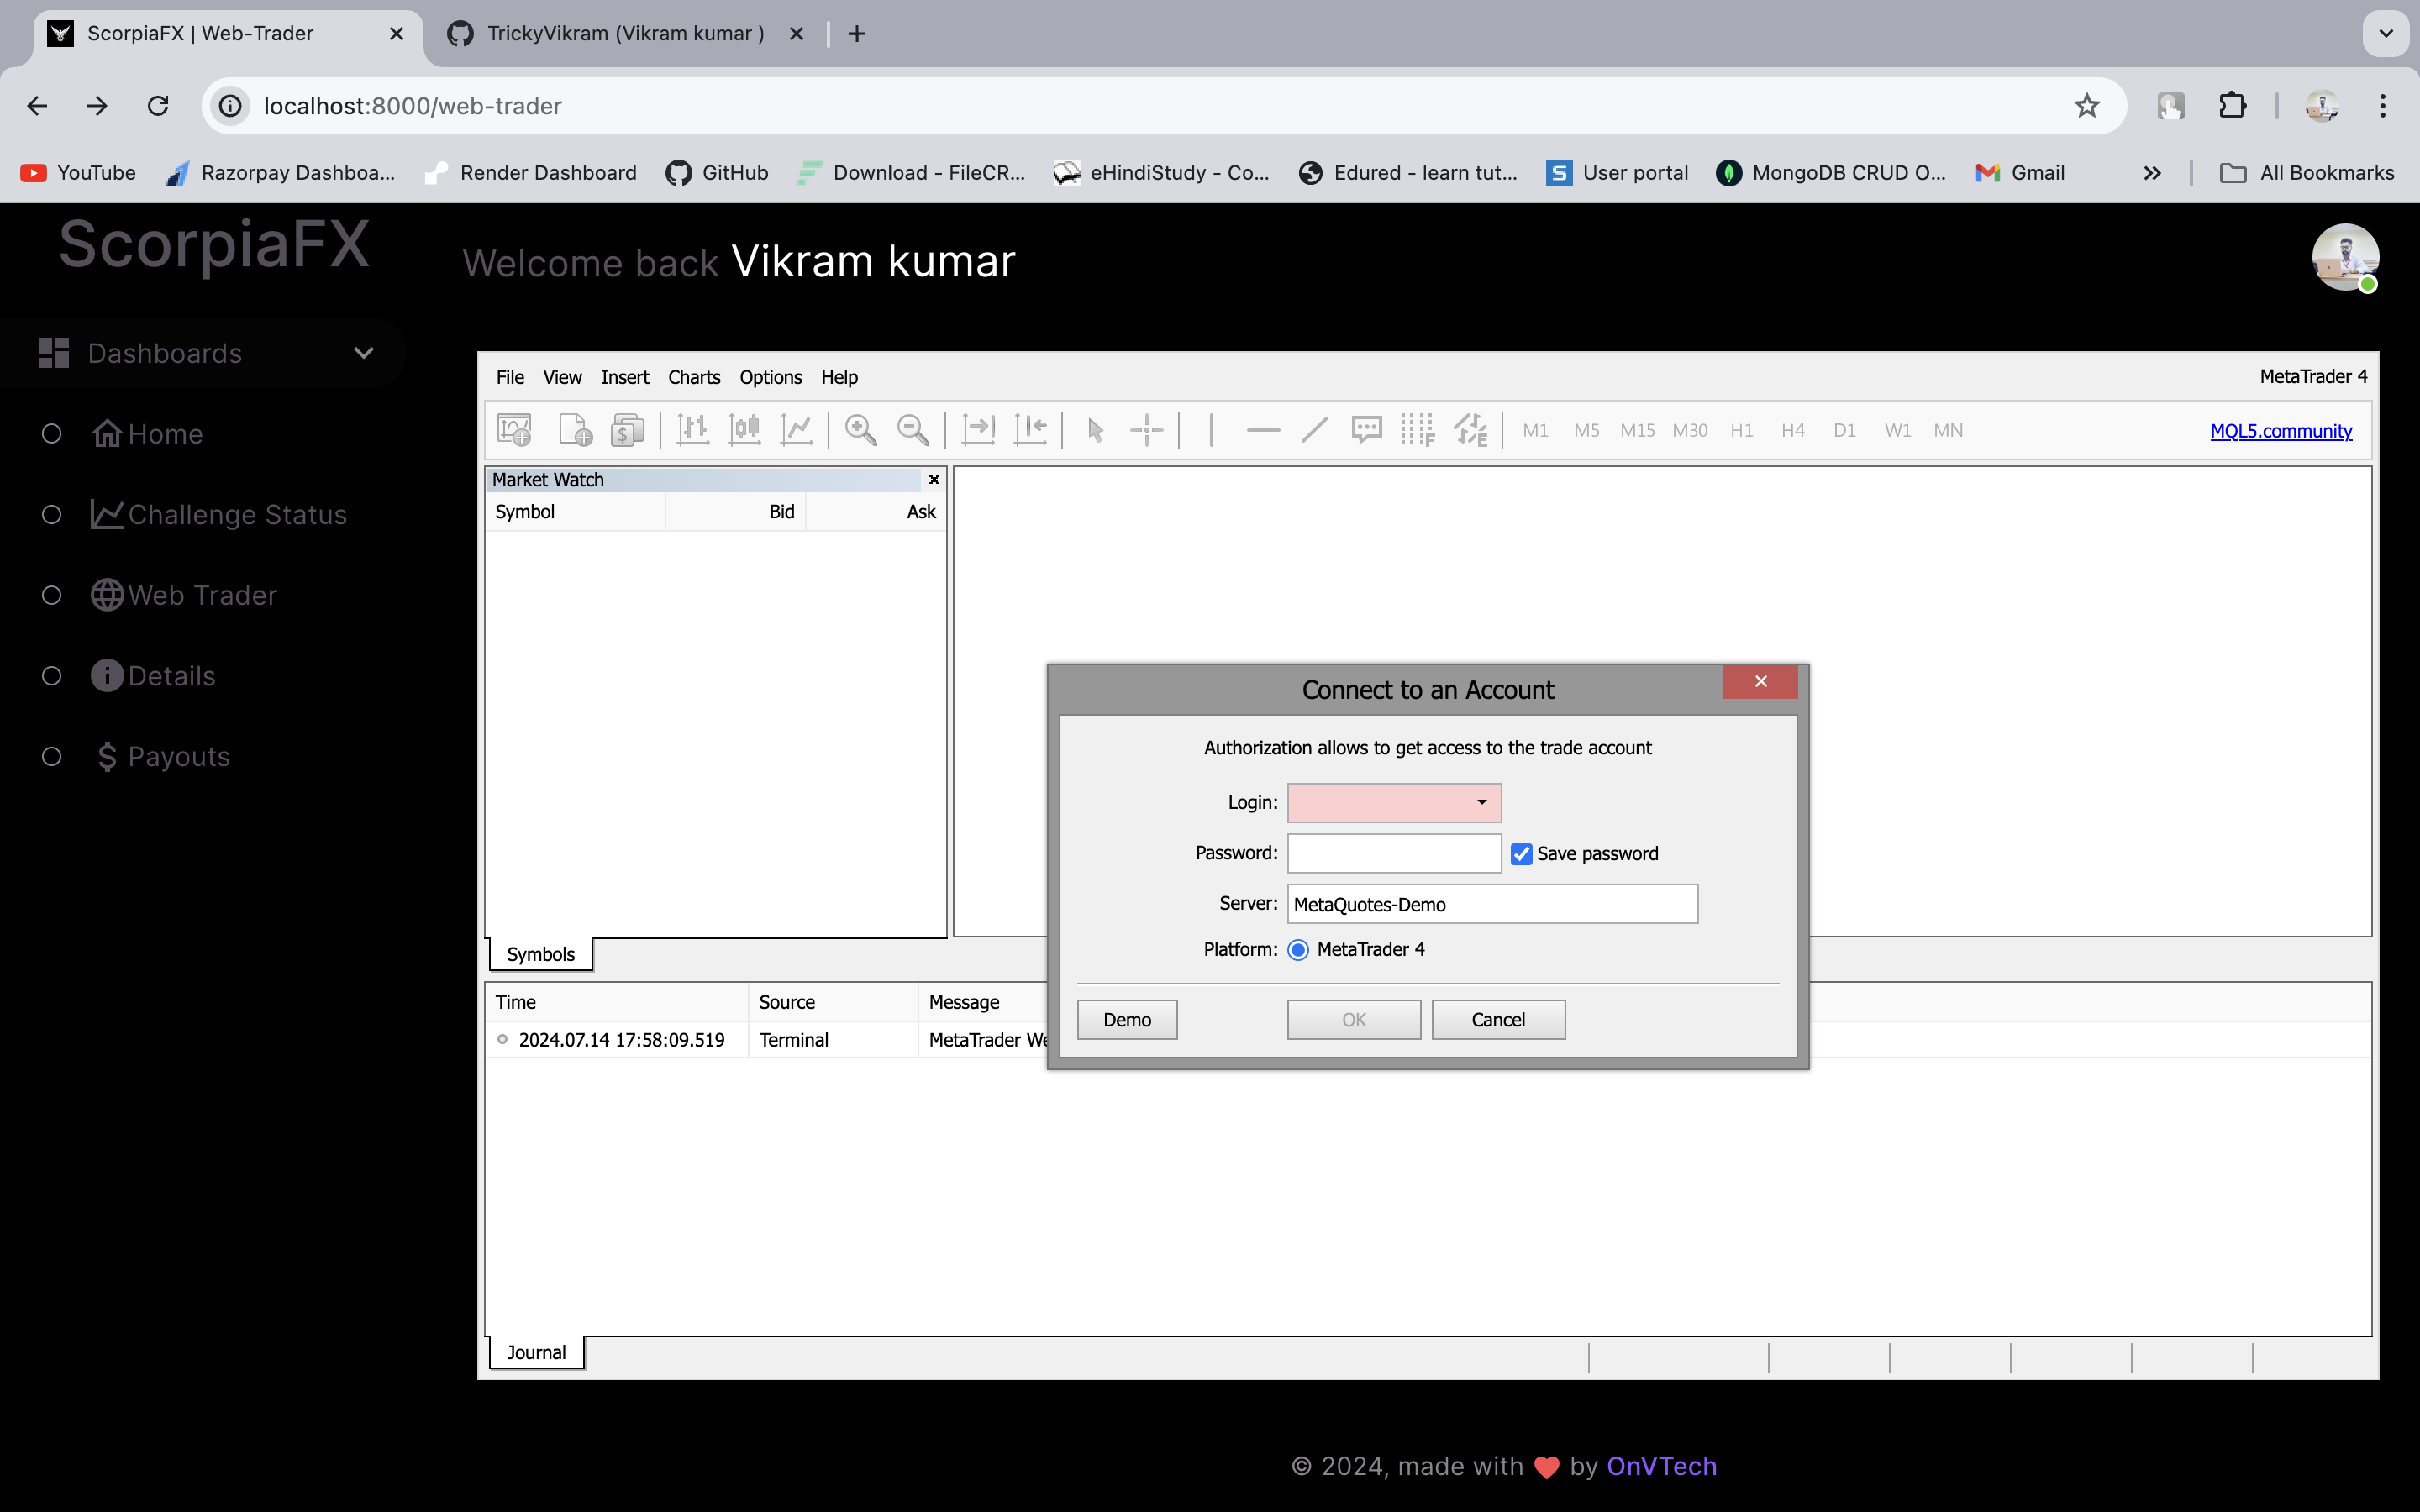 ScorpiaFX | Web-Trader
TrickyVikram (Vikram kumar )
localhost:8000/web-trader
YouTube
Razorpay Dashboa...
Render Dashboard
GitHub
Download - FileCR...
eHindiStudy - Co...
Edured - learn tut...
User portal
MongoDB CRUD O...
Gmail
All Bookmarks
ScorpiaFX
Welcome back Vikram kumar
Dashboards
Home
Challenge Status
Web Trader
Details
Payouts
File View Insert Charts Options Help
MetaTrader 4
M1 M5 M15 M30 H1 H4 D1 W1 MN
MQL5.community
Market Watch
Symbol Bid Ask
Symbols
Connect to an Account
Authorization allows to get access to the trade account
Login:
Password:
Save password
Server: MetaQuotes-Demo
Platform: MetaTrader 4
Demo OK Cancel
Time Source Message
2024.07.14 17:58:09.519 Terminal MetaTrader We
Journal
© 2024, made with ❤️ by OnVTech